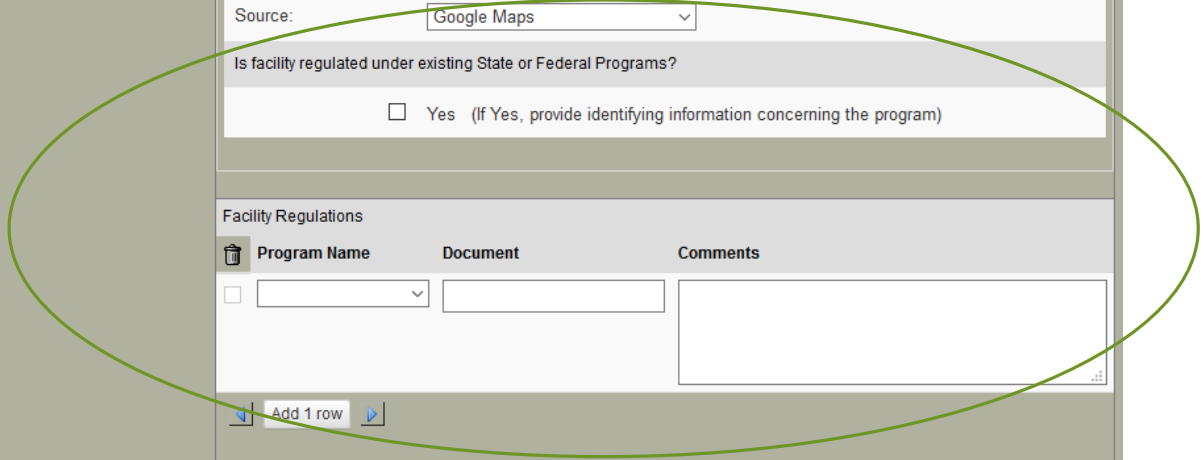 Source: Google Maps
Is facility regulated under existing State or Federal Programs?
Yes (If Yes, provide identifying information concerning the program)
Facility Regulations
Program Name Document Comments
Add 1 row